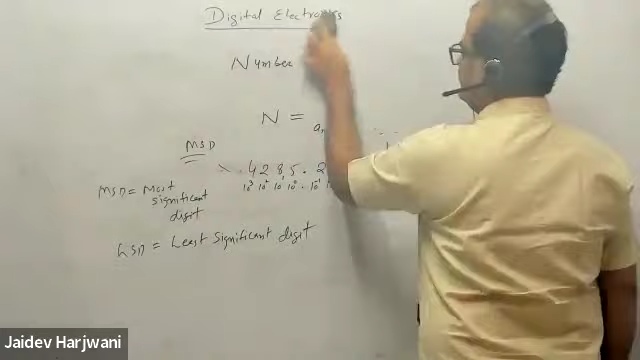 Digital Electronics
Number
N =
MSD
4 2 8 5 . 2
10³ 10² 10¹ 10⁰ . 10⁻¹
MSD = Most
significant
digit
LSD = Least Significant digit
Jaidev Harjwani